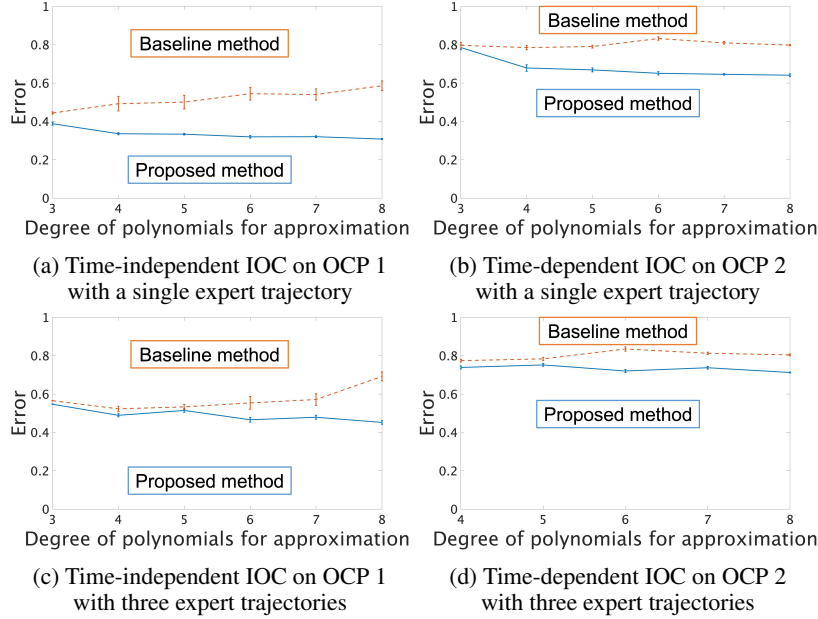 1
0.8
0.6
0.4
0.2
0
Error
Baseline method
Proposed method
3 4 5 6 7 8
Degree of polynomials for approximation
(a) Time-independent IOC on OCP 1
with a single expert trajectory
1
0.8
0.6
0.4
0.2
0
Error
Baseline method
Proposed method
3 4 5 6 7 8
Degree of polynomials for approximation
(b) Time-dependent IOC on OCP 2
with a single expert trajectory
1
0.8
0.6
0.4
0.2
0
Error
Baseline method
Proposed method
3 4 5 6 7 8
Degree of polynomials for approximation
(c) Time-independent IOC on OCP 1
with three expert trajectories
1
0.8
0.6
0.4
0.2
0
Error
Baseline method
Proposed method
4 5 6 7 8
Degree of polynomials for approximation
(d) Time-dependent IOC on OCP 2
with three expert trajectories